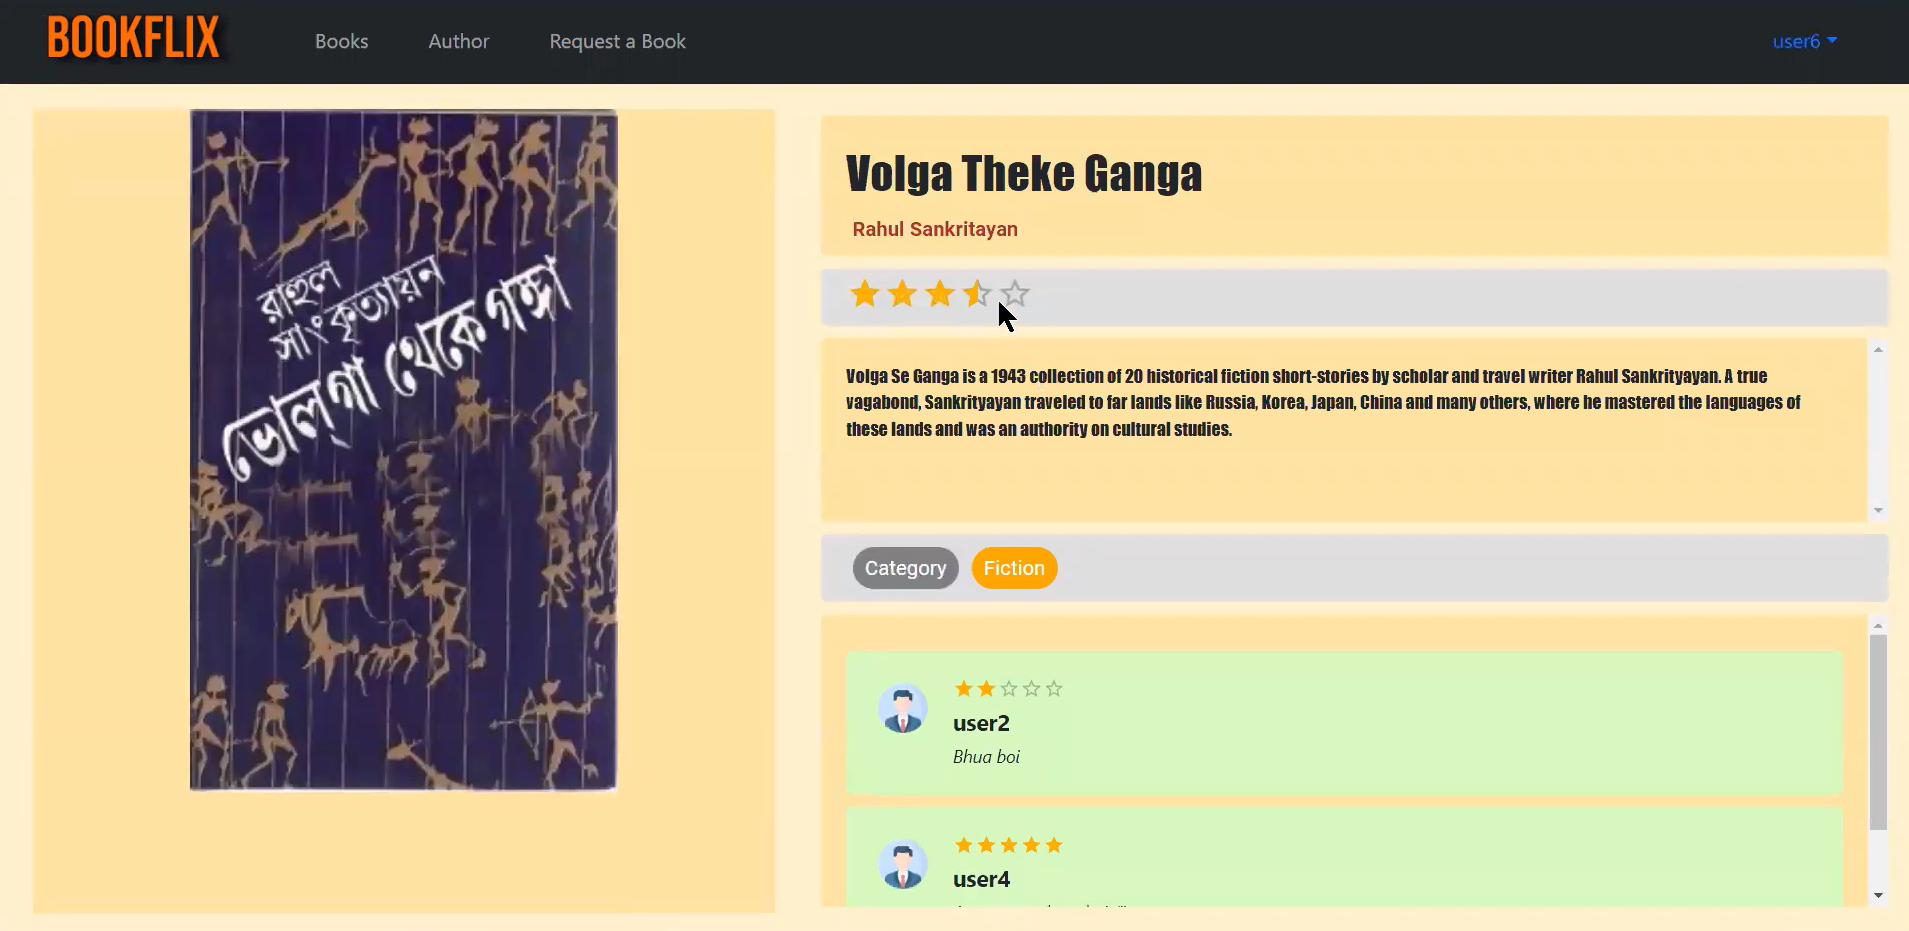 BOOKFLIX
Books
Author
Request a Book
user6
রাহুল
সাংকৃত্যায়ন
ভোল্গা থেকে গঙ্গা
Volga Theke Ganga
Rahul Sankritayan
Volga Se Ganga is a 1943 collection of 20 historical fiction short-stories by scholar and travel writer Rahul Sankrityayan. A true
vagabond, Sankrityayan traveled to far lands like Russia, Korea, Japan, China and many others, where he mastered the languages of
these lands and was an authority on cultural studies.
Category
Fiction
user2
Bhua boi
user4